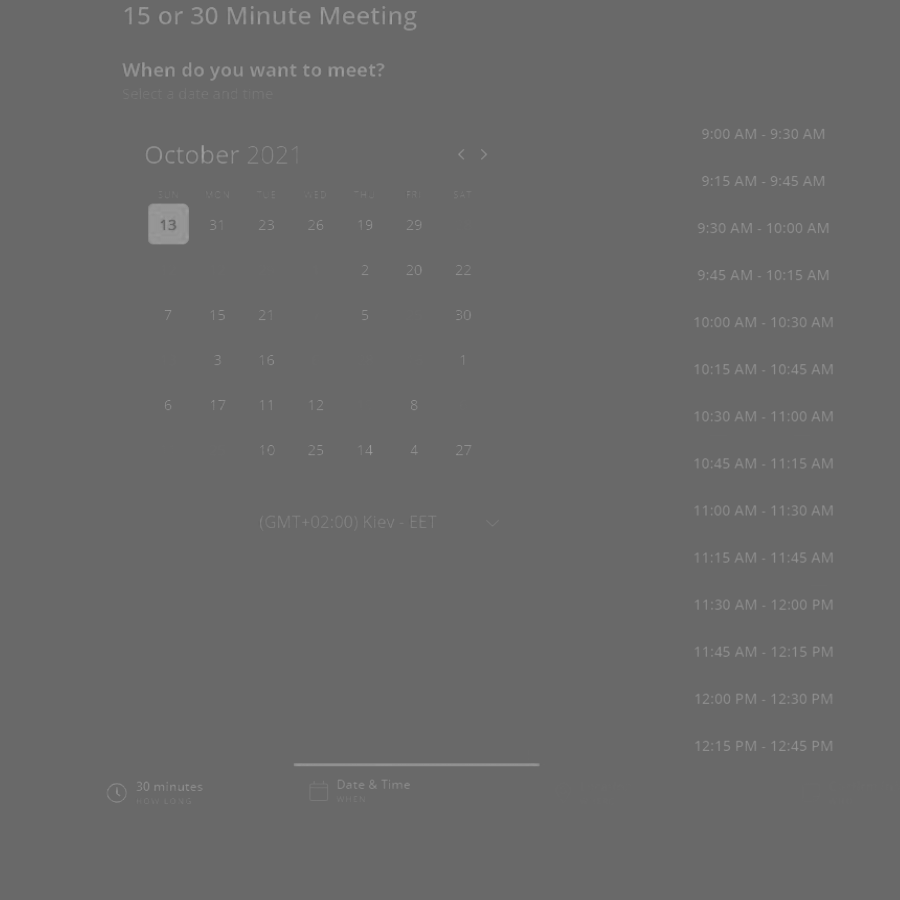 15 or 30 Minute Meeting
When do you want to meet?
Select a date and time
October 2021
SUN MON TUE WED THU FRI SAT
13 31 23 26 19 29
2 20 22
7 15 21 5 30
3 16 1
6 17 11 12 8
10 25 14 4 27
(GMT+02:00) Kiev - EET
9:00 AM - 9:30 AM
9:15 AM - 9:45 AM
9:30 AM - 10:00 AM
9:45 AM - 10:15 AM
10:00 AM - 10:30 AM
10:15 AM - 10:45 AM
10:30 AM - 11:00 AM
10:45 AM - 11:15 AM
11:00 AM - 11:30 AM
11:15 AM - 11:45 AM
11:30 AM - 12:00 PM
11:45 AM - 12:15 PM
12:00 PM - 12:30 PM
12:15 PM - 12:45 PM
30 minutes
HOW LONG
Date & Time
WHEN